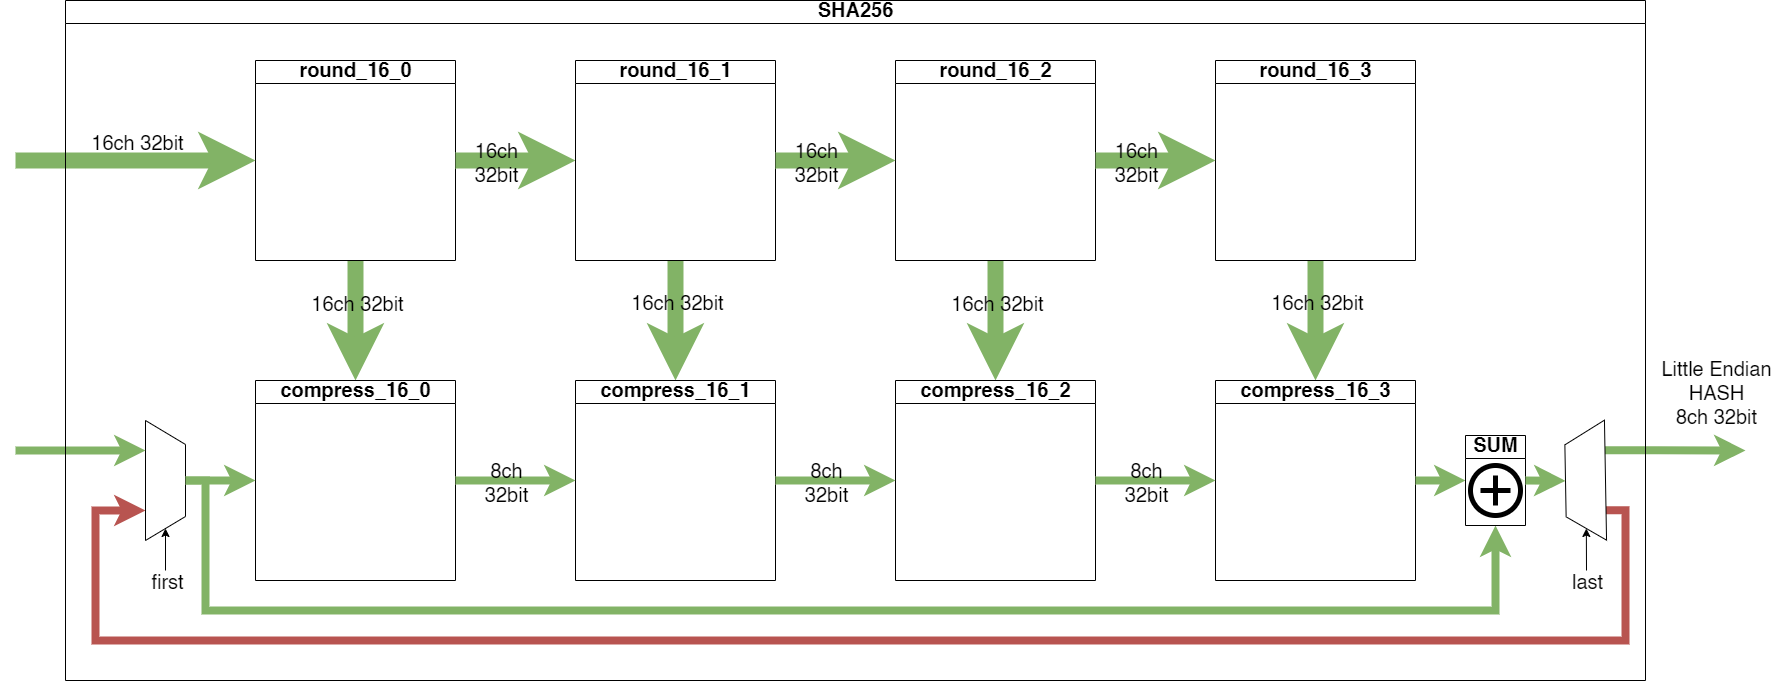 SHA256
round_16_0
round_16_1
round_16_2
round_16_3
16ch 32bit
16ch
32bit
16ch
32bit
16ch
32bit
16ch 32bit
16ch 32bit
16ch 32bit
16ch 32bit
compress_16_0
compress_16_1
compress_16_2
compress_16_3
Little Endian
HASH
8ch 32bit
SUM
8ch
32bit
8ch
32bit
8ch
32bit
first
last